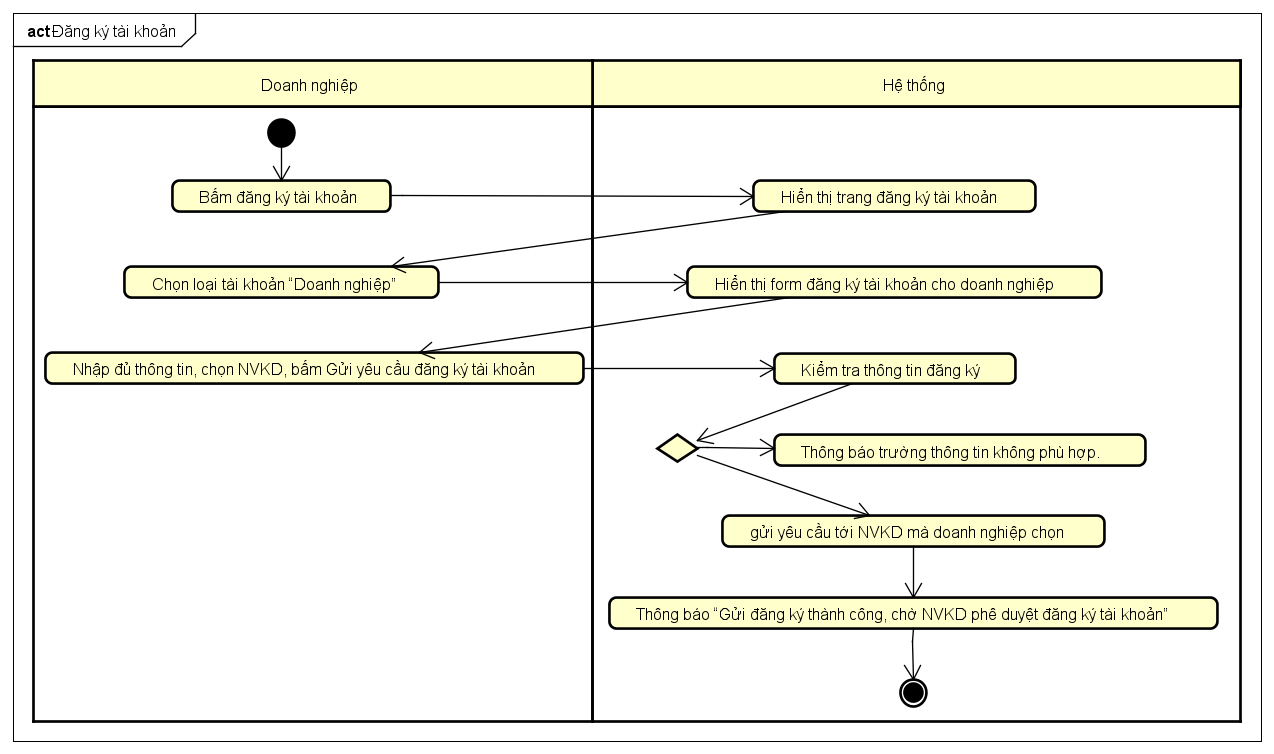 act Đăng ký tài khoản
Doanh nghiệp
Hệ thống
Bấm đăng ký tài khoản
Hiển thị trang đăng ký tài khoản
Chọn loại tài khoản “Doanh nghiệp”
Hiển thị form đăng ký tài khoản cho doanh nghiệp
Nhập đủ thông tin, chọn NVKD, bấm Gửi yêu cầu đăng ký tài khoản
Kiểm tra thông tin đăng ký
Thông báo trường thông tin không phù hợp.
gửi yêu cầu tới NVKD mà doanh nghiệp chọn
Thông báo “Gửi đăng ký thành công, chờ NVKD phê duyệt đăng ký tài khoản”